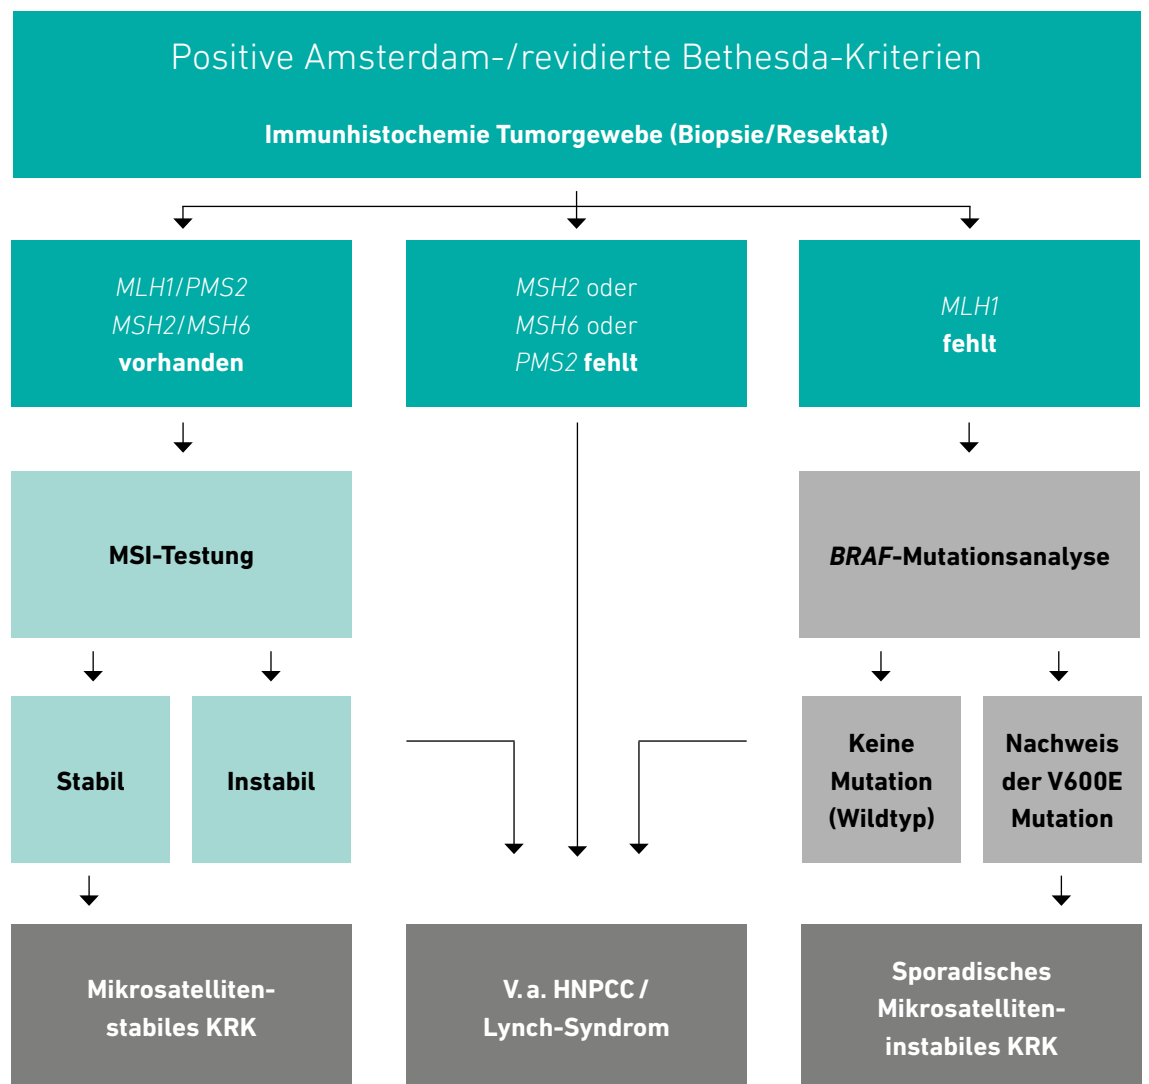 Positive Amsterdam-/revidierte Bethesda-Kriterien
Immunhistochemie Tumorgewebe (Biopsie/Resektat)
MLH1/PMS2
MSH2/MSH6
vorhanden
MSH2 oder
MSH6 oder
PMS2 fehlt
MLH1
fehlt
MSI-Testung
BRAF-Mutationsanalyse
Stabil
Instabil
Keine
Mutation
(Wildtyp)
Nachweis
der V600E
Mutation
Mikrosatelliten-
stabiles KRK
V. a. HNPCC /
Lynch-Syndrom
Sporadisches
Mikrosatelliten-
instabiles KRK